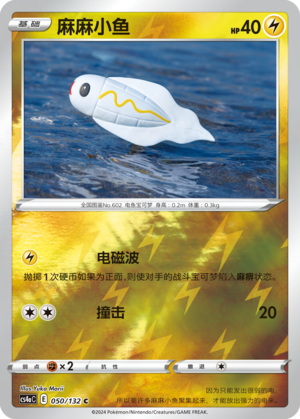 基础 麻麻小鱼 HP40
全国图鉴No.602 电鱼宝可梦 身高：0.2m 体重：0.3kg
电磁波
抛掷1次硬币如果为正面，则使对手的战斗宝可梦陷入麻痹状态。
撞击 20
弱点 ×2 抗性 撤退
Illus. Yuka Morii
CS4aC E 050/132 C
因为只能发出很弱的电，
所以有许多麻麻小鱼聚集起来，才能放出强力的电来。
©2024 Pokémon/Nintendo/Creatures/GAME FREAK.